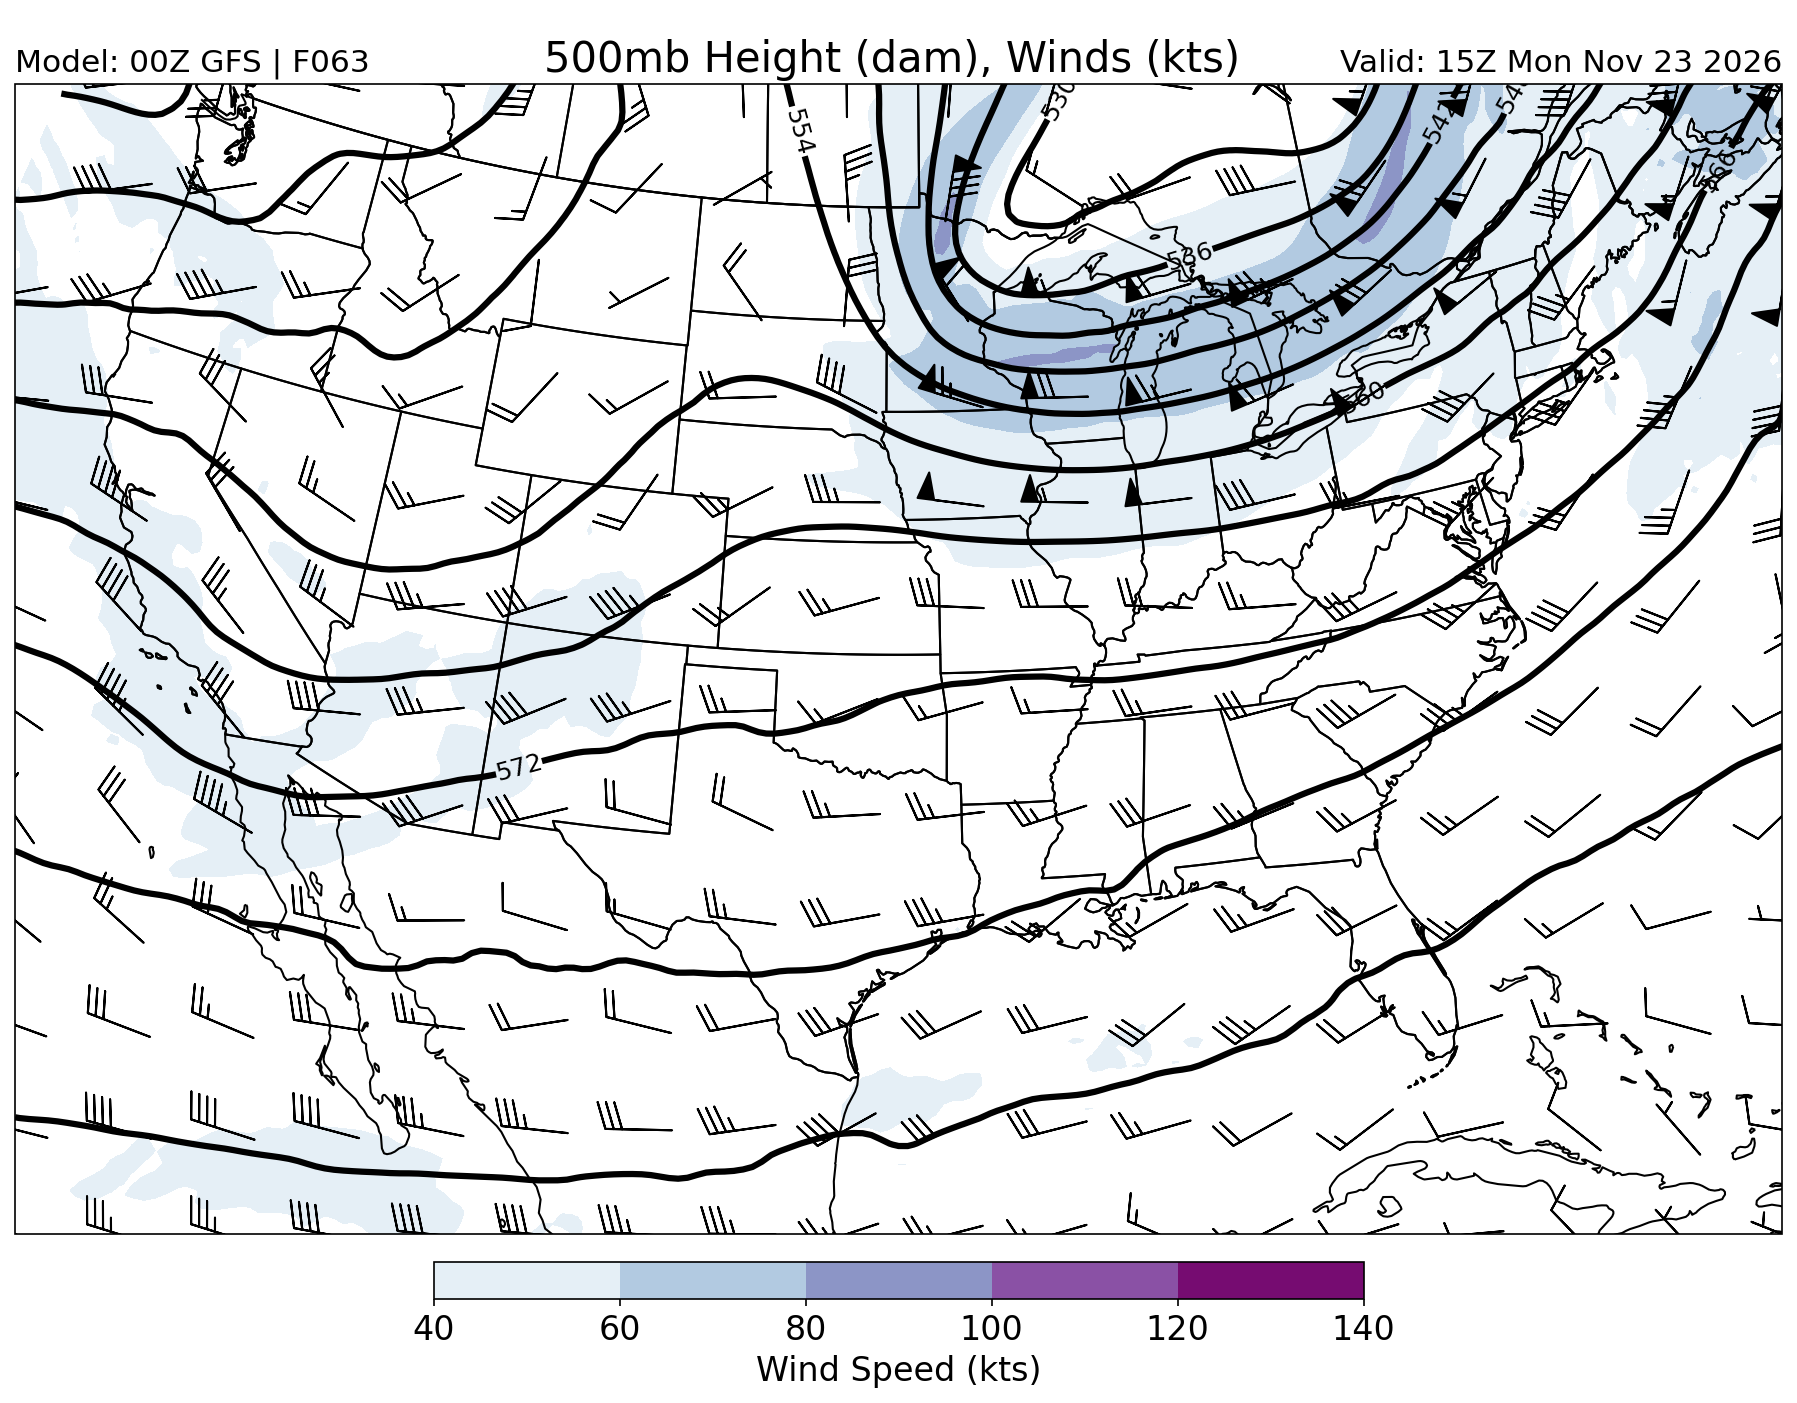 500mb Height (dam), Winds (kts)
Model: 00Z GFS | F063
Valid: 15Z Mon Nov 23 2026
530
554
536
560
572
40 60 80 100 120 140
Wind Speed (kts)